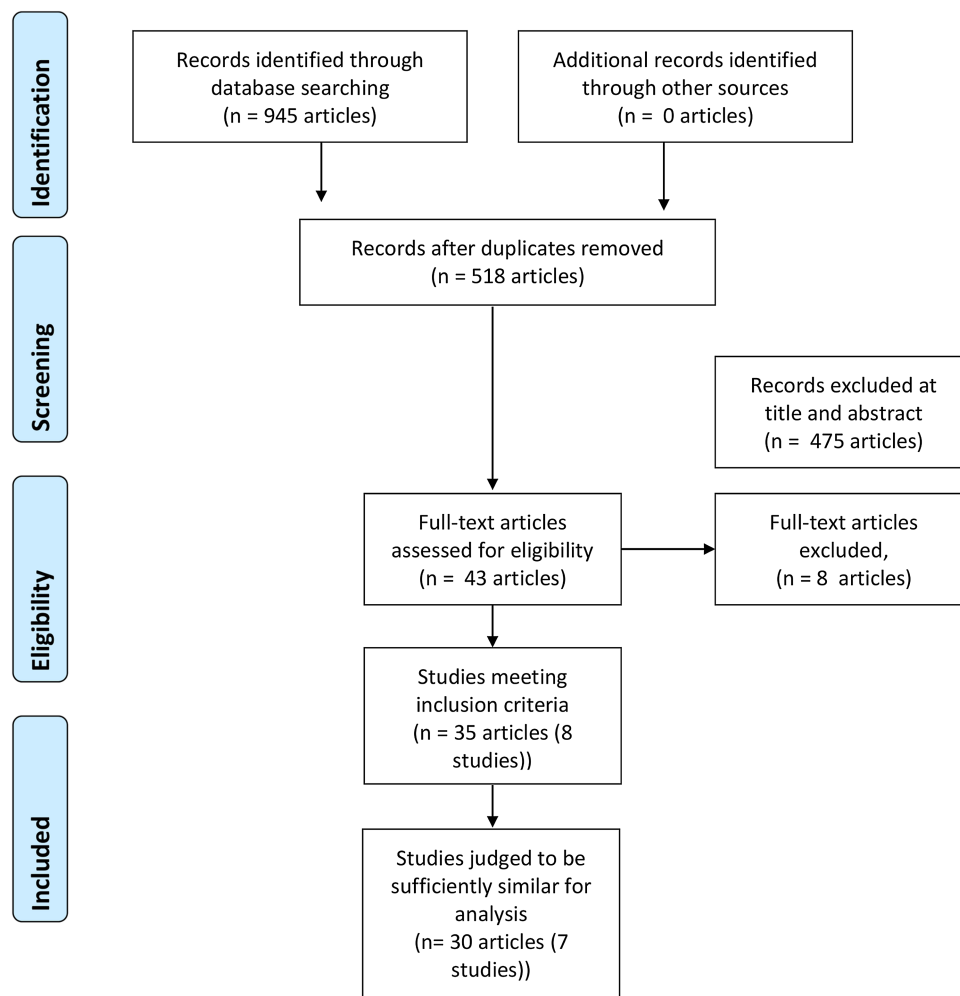 Identification
Records identified through
database searching
(n = 945 articles)
Additional records identified
through other sources
(n =  0 articles)
Records after duplicates removed
(n = 518 articles)
Screening
Records excluded at
title and abstract
(n =  475 articles)
Eligibility
Full-text articles
assessed for eligibility
(n =  43 articles)
Full-text articles
excluded,
(n = 8  articles)
Studies meeting
inclusion criteria
(n = 35 articles (8
studies))
Included
Studies judged to be
sufficiently similar for
analysis
(n= 30 articles (7
studies))